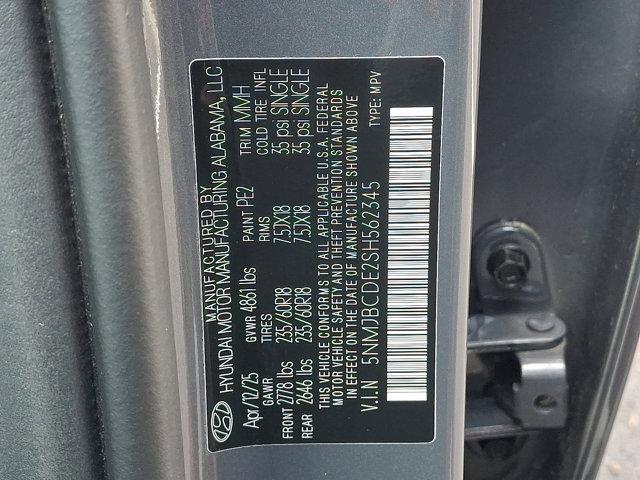 MANUFACTURED BY
HYUNDAI MOTOR MANUFACTURING ALABAMA, LLC
Apr/12/25 GVWR 4861 lbs PAINT PE2 TRIM MMH
GAWR TIRES RIMS COLD TIRE INFL
FRONT 2778 lbs 235/60R18 7.5JX18 35 psi SINGLE
REAR 2646 lbs 235/60R18 7.5JX18 35 psi SINGLE
THIS VEHICLE CONFORMS TO ALL APPLICABLE U.S.A. FEDERAL
MOTOR VEHICLE SAFETY AND THEFT PREVENTION STANDARDS
IN EFFECT ON THE DATE OF MANUFACTURE SHOWN ABOVE
V.I.N 5NMJBCDE2SH562345 TYPE: MPV